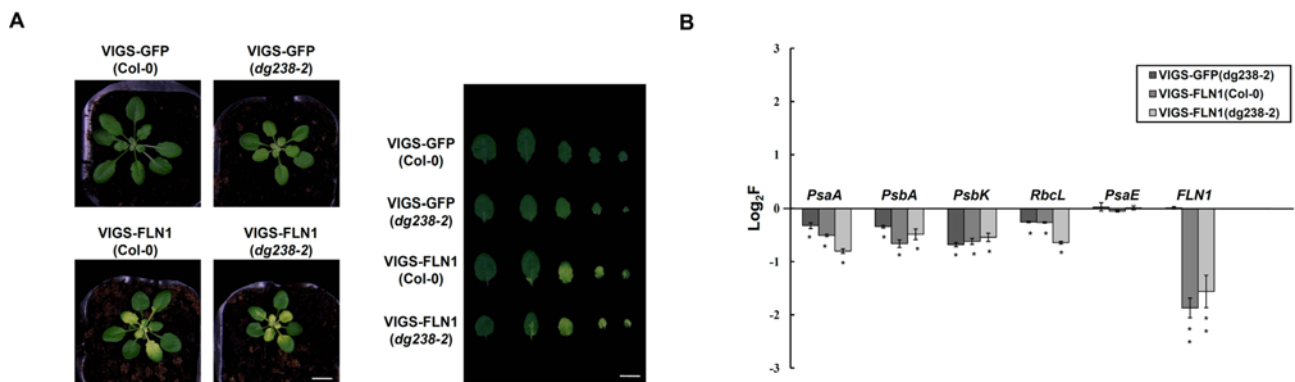 A
VIGS-GFP
(Col-0)
VIGS-GFP
(dg238-2)
VIGS-FLN1
(Col-0)
VIGS-FLN1
(dg238-2)
VIGS-GFP
(Col-0)
VIGS-GFP
(dg238-2)
VIGS-FLN1
(Col-0)
VIGS-FLN1
(dg238-2)
B
Log2F
3
2
1
0
-1
-2
-3
VIGS-GFP(dg238-2)
VIGS-FLN1(Col-0)
VIGS-FLN1(dg238-2)
PsaA PsbA PsbK RbcL PsaE FLN1
* * * * * * * * * * * *
* *
* *